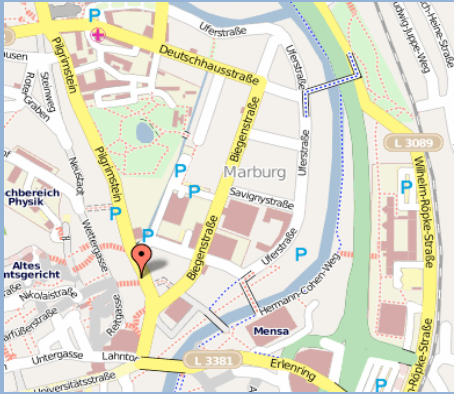 Uferstraße
P
Ludwig-Juppe-Weg
Heinrich-Heine-Straße
Pilgrimstein
Deutschhausstraße
Uferstraße
Steinweg
Roter Graben
Biegenstraße
Uferstraße
L 3089
Neustadt
Pilgrimstein
P
P
Marburg
P
Wilhelm-Röpke-Straße
Fachbereich
Physik
Savignystraße
P
Wettergasse
P
Uferstraße
P
Altes
Amtsgericht
Biegenstraße
Nikolaistraße
Hermann-Cohen-Weg
Barfüßerstraße
Mensa
Untergasse
Lahntor
L 3381
Erlenring
Wilhelm-Röpke-Straße
Universitätsstraße
P